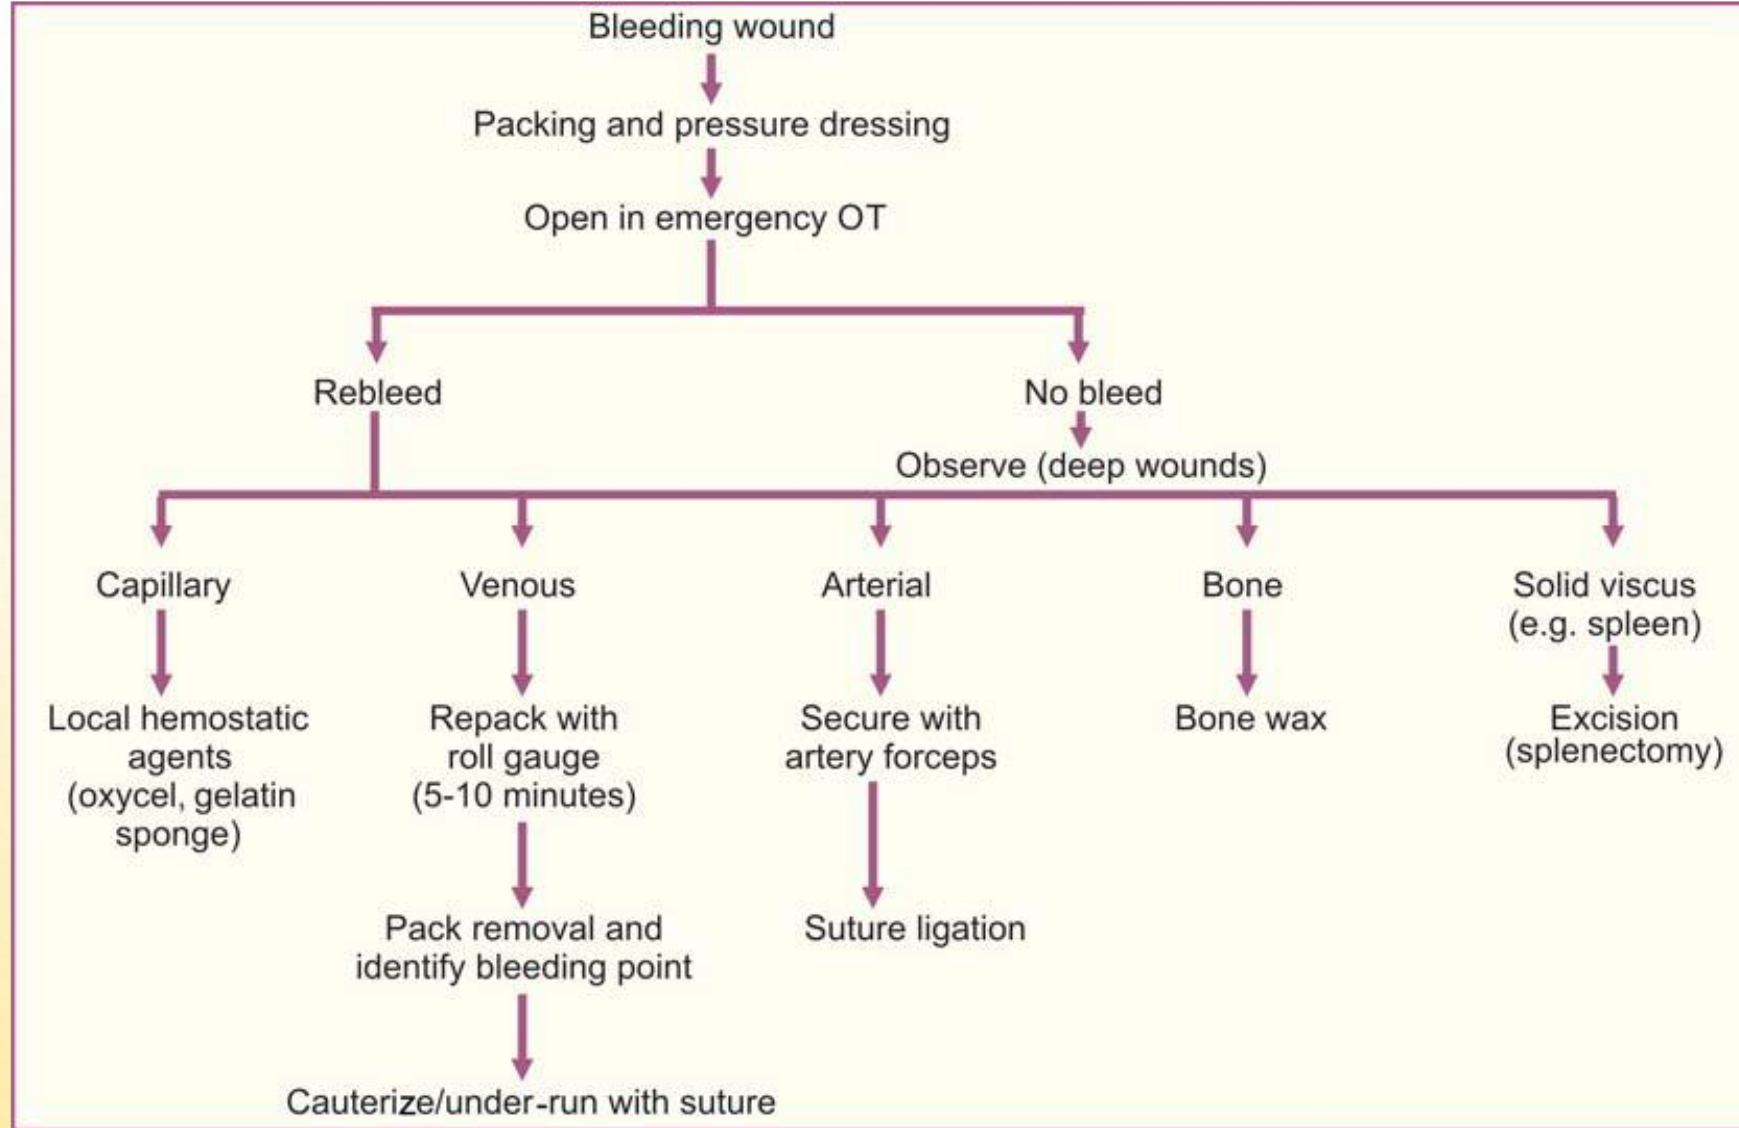 Bleeding wound
Packing and pressure dressing
Open in emergency OT
Rebleed
No bleed
Observe (deep wounds)
Capillary
Venous
Arterial
Bone
Solid viscus
(e.g. spleen)
Local hemostatic
agents
(oxycel, gelatin
sponge)
Repack with
roll gauge
(5-10 minutes)
Secure with
artery forceps
Bone wax
Excision
(splenectomy)
Pack removal and
identify bleeding point
Suture ligation
Cauterize/under-run with suture